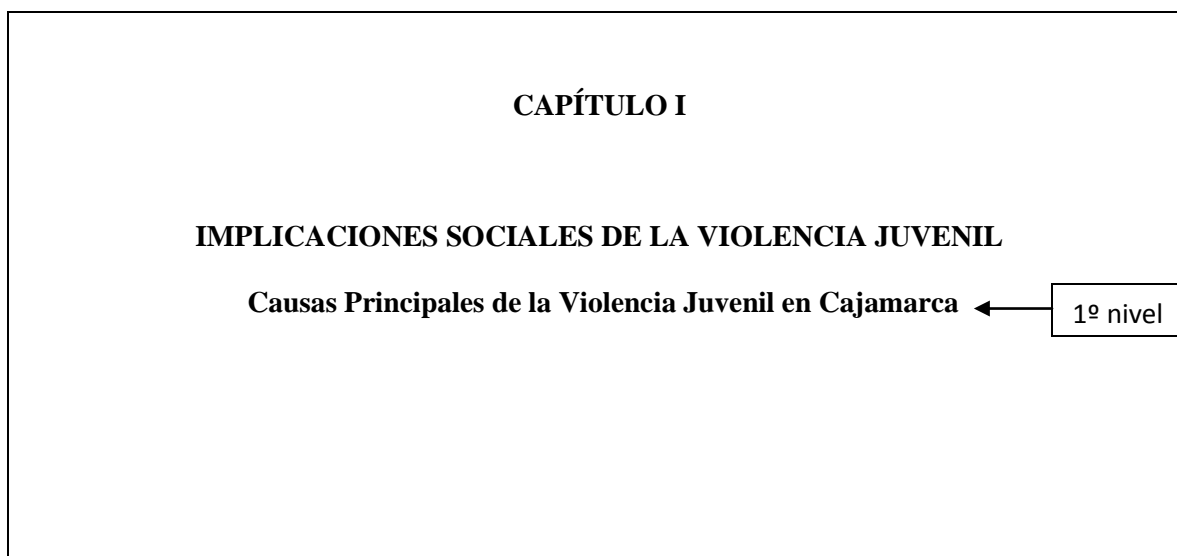 CAPÍTULO I
IMPLICACIONES SOCIALES DE LA VIOLENCIA JUVENIL
Causas Principales de la Violencia Juvenil en Cajamarca
1º nivel